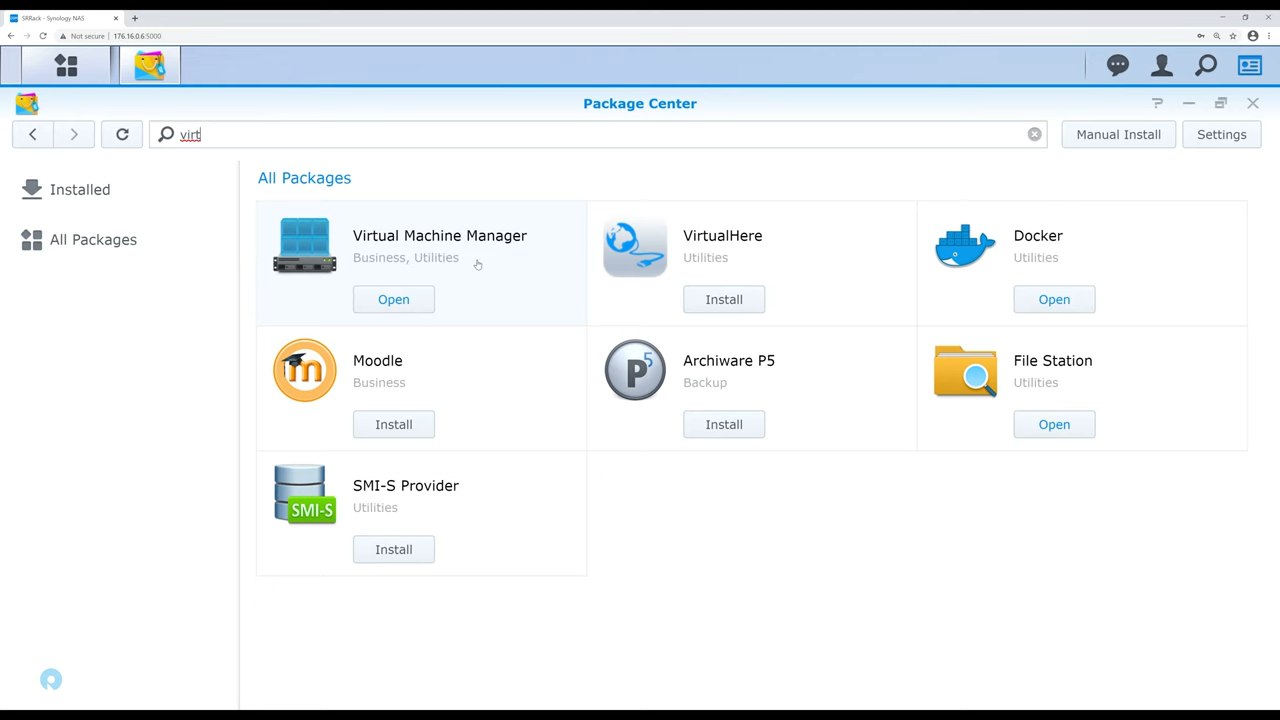 SRRack - Synology NAS
Not secure | 176.16.0.6:5000
Package Center
virt
Manual Install
Settings
Installed
All Packages
All Packages
Virtual Machine Manager
Business, Utilities
Open
VirtualHere
Utilities
Install
Docker
Utilities
Open
Moodle
Business
Install
P5
Archiware P5
Backup
Install
File Station
Utilities
Open
SMI-S
SMI-S Provider
Utilities
Install